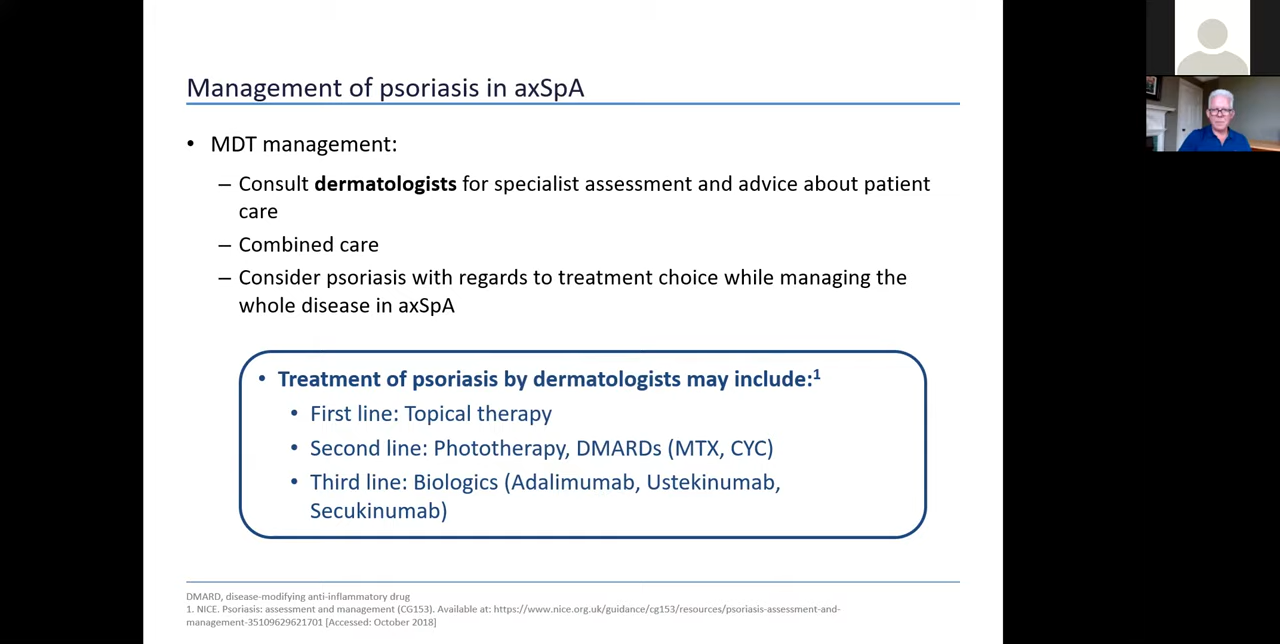 Management of psoriasis in axSpA
• MDT management:
– Consult dermatologists for specialist assessment and advice about patient
care
– Combined care
– Consider psoriasis with regards to treatment choice while managing the
whole disease in axSpA
• Treatment of psoriasis by dermatologists may include:1
• First line: Topical therapy
• Second line: Phototherapy, DMARDs (MTX, CYC)
• Third line: Biologics (Adalimumab, Ustekinumab,
Secukinumab)
DMARD, disease-modifying anti-inflammatory drug
1. NICE. Psoriasis: assessment and management (CG153). Available at: https://www.nice.org.uk/guidance/cg153/resources/psoriasis-assessment-and-
management-35109629621701 [Accessed: October 2018]